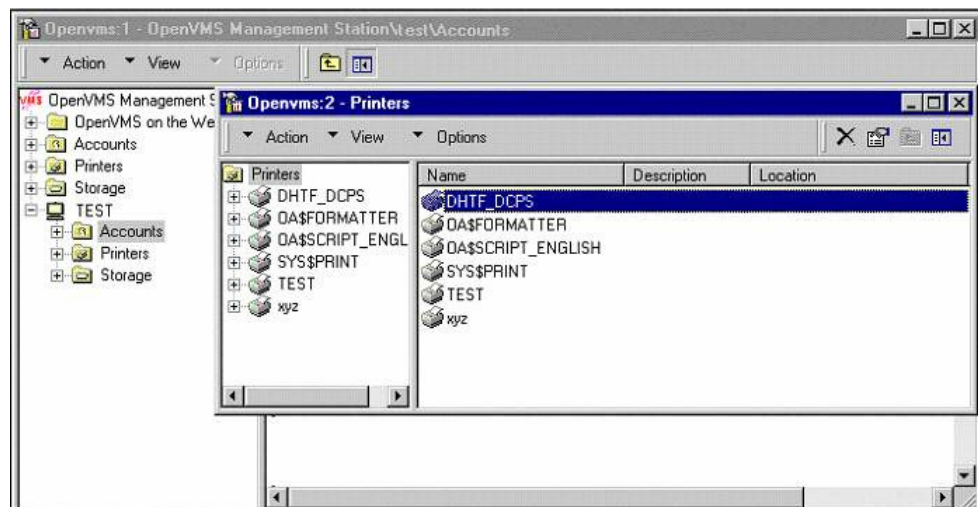 Openvms:1 - OpenVMS Management Station\test\Accounts
Action View Options
VMS OpenVMS Management S
OpenVMS on the We
Accounts
Printers
Storage
TEST
Accounts
Printers
Storage
Openvms:2 - Printers
Action View Options
Printers
DHTF_DCPS
OA$FORMATTER
OA$SCRIPT_ENGL
SYS$PRINT
TEST
xyz
Name Description Location
DHTF_DCPS
OA$FORMATTER
OA$SCRIPT_ENGLISH
SYS$PRINT
TEST
xyz